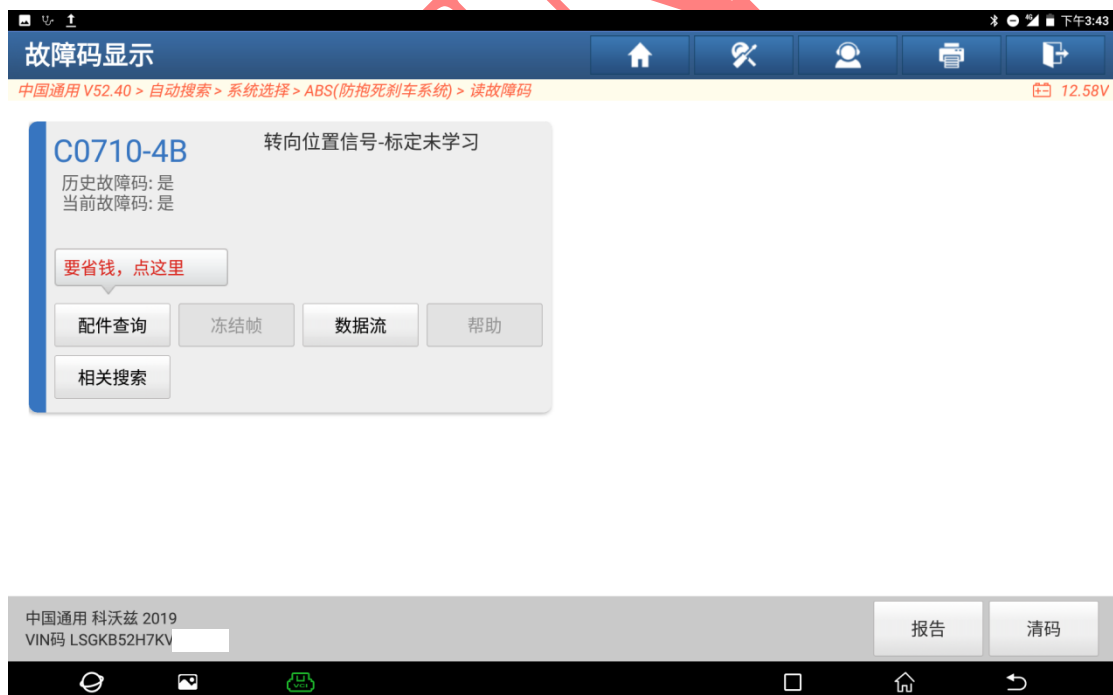 下午3:43
故障码显示
中国通用 V52.40 > 自动搜索 > 系统选择 > ABS(防抱死刹车系统) > 读故障码
12.58V
C0710-4B
转向位置信号-标定未学习
历史故障码: 是
当前故障码: 是
要省钱，点这里
配件查询
冻结帧
数据流
帮助
相关搜索
中国通用 科沃兹 2019
VIN码 LSGKB52H7KV
报告
清码